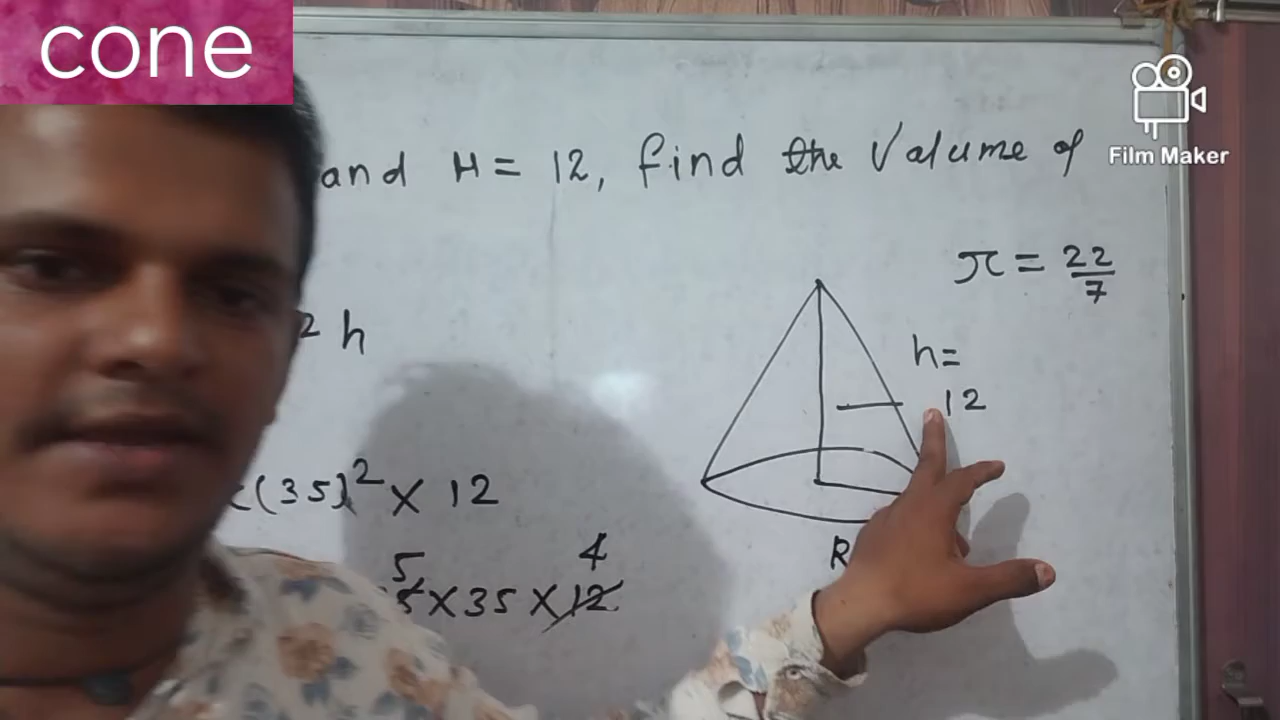 cone
Film Maker
and H = 12, find the Valume of
π = 22/7
² h
h =
12
(35)² × 12
5 4
× 35 × 12
R